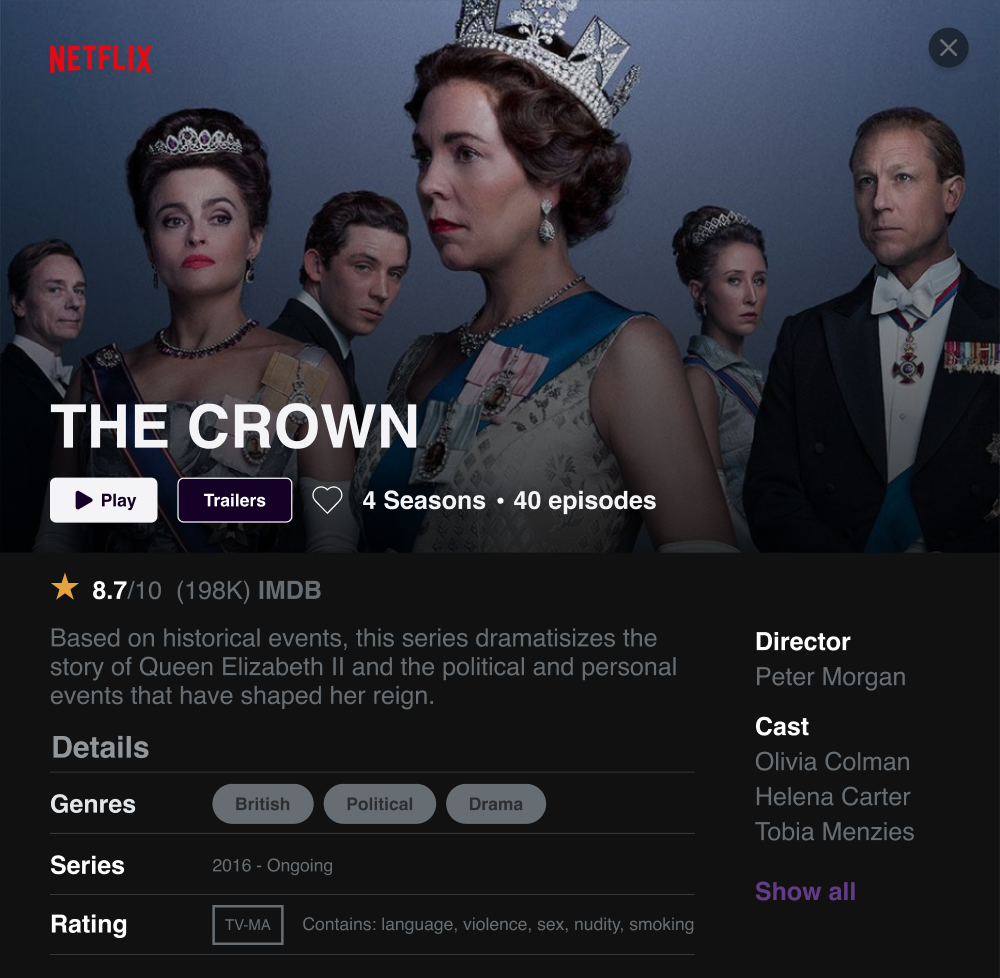 NETFLIX
THE CROWN
Play
Trailers
4 Seasons • 40 episodes
8.7/10 (198K) IMDB
Based on historical events, this series dramatisizes the
story of Queen Elizabeth II and the political and personal
events that have shaped her reign.
Details
Genres British Political Drama
Series 2016 - Ongoing
Rating TV-MA Contains: language, violence, sex, nudity, smoking
Director
Peter Morgan
Cast
Olivia Colman
Helena Carter
Tobia Menzies
Show all